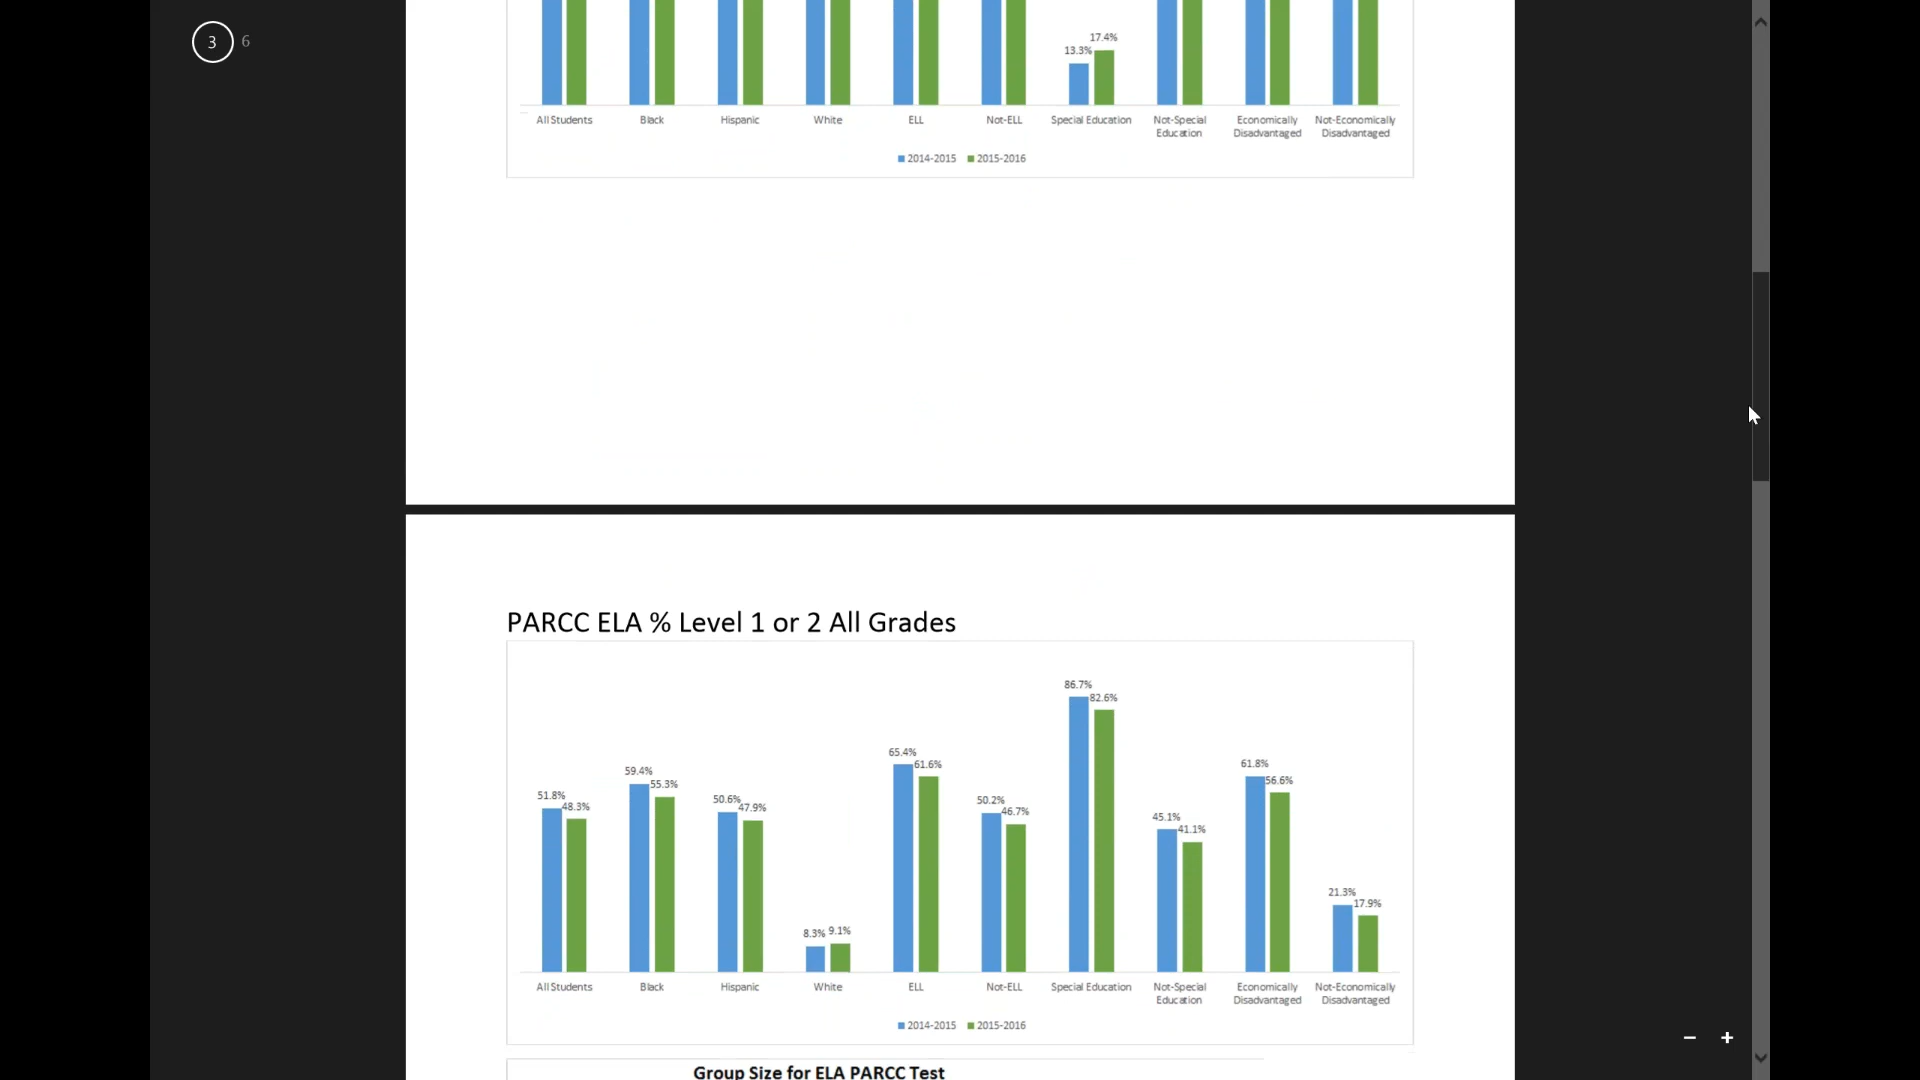 3 6
17.4%
13.3%
All Students Black Hispanic White ELL Not-ELL Special Education Not-Special Education Economically Disadvantaged Not-Economically Disadvantaged
2014-2015 2015-2016
PARCC ELA % Level 1 or 2 All Grades
51.8% 48.3% 59.4% 55.3% 50.6% 47.9% 8.3% 9.1% 65.4% 61.6% 50.2% 46.7% 86.7% 82.6% 45.1% 41.1% 61.8% 56.6% 21.3% 17.9%
All Students Black Hispanic White ELL Not-ELL Special Education Not-Special Education Economically Disadvantaged Not-Economically Disadvantaged
2014-2015 2015-2016
Group Size for ELA PARCC Test